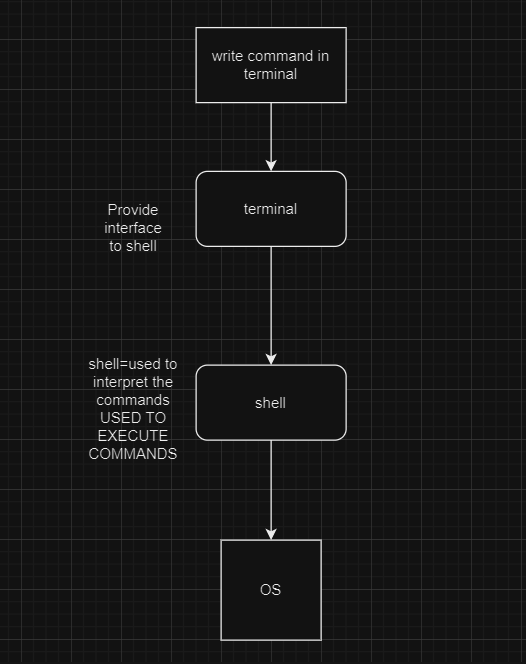 write command in
terminal
terminal
Provide
interface
to shell
shell=used to
interpret the
commands
USED TO
EXECUTE
COMMANDS
shell
OS